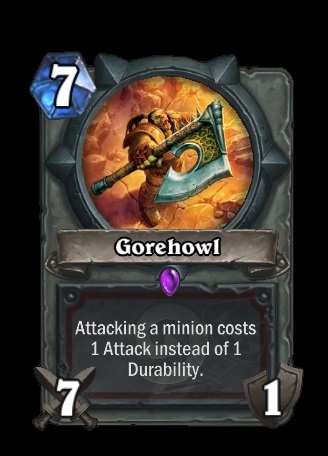 7
Gorehowl
Attacking a minion costs
1 Attack instead of 1
Durability.
7
1